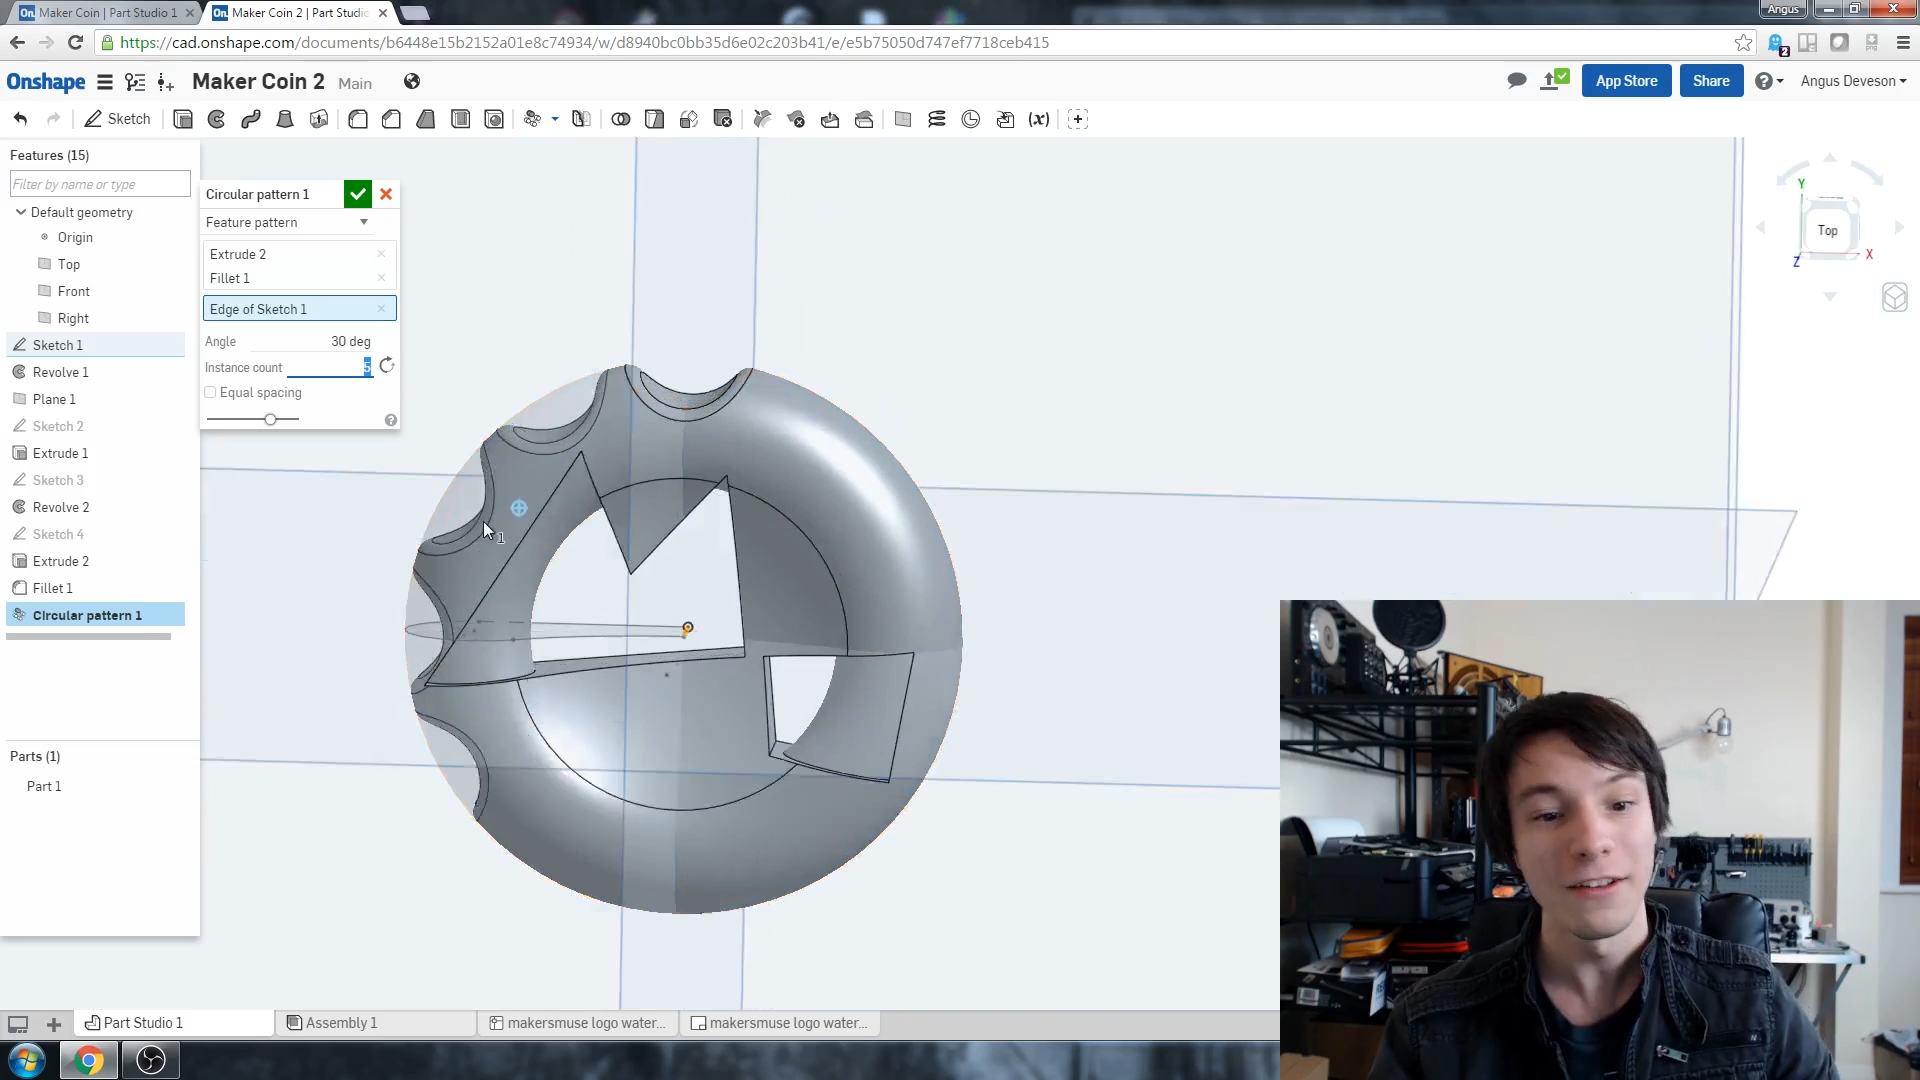 Maker Coin | Part Studio 1
Maker Coin 2 | Part Studio
Angus
https://cad.onshape.com/documents/b6448e15b2152a01e8c74934/w/d8940bc0bb35d6e02c203b41/e/e5b75050d747ef7718ceb415
2
Onshape
Maker Coin 2 Main
App Store
Share
Angus Deveson
Sketch
(x)
Features (15)
Filter by name or type
Default geometry
Origin
Top
Front
Right
Sketch 1
Revolve 1
Plane 1
Sketch 2
Extrude 1
Sketch 3
Revolve 2
Sketch 4
Extrude 2
Fillet 1
Circular pattern 1
Parts (1)
Part 1
Circular pattern 1
Feature pattern
Extrude 2
Fillet 1
Edge of Sketch 1
Angle 30 deg
Instance count 5
Equal spacing
1
Y
Top
X
Z
Part Studio 1
Assembly 1
makersmuse logo water...
makersmuse logo water...